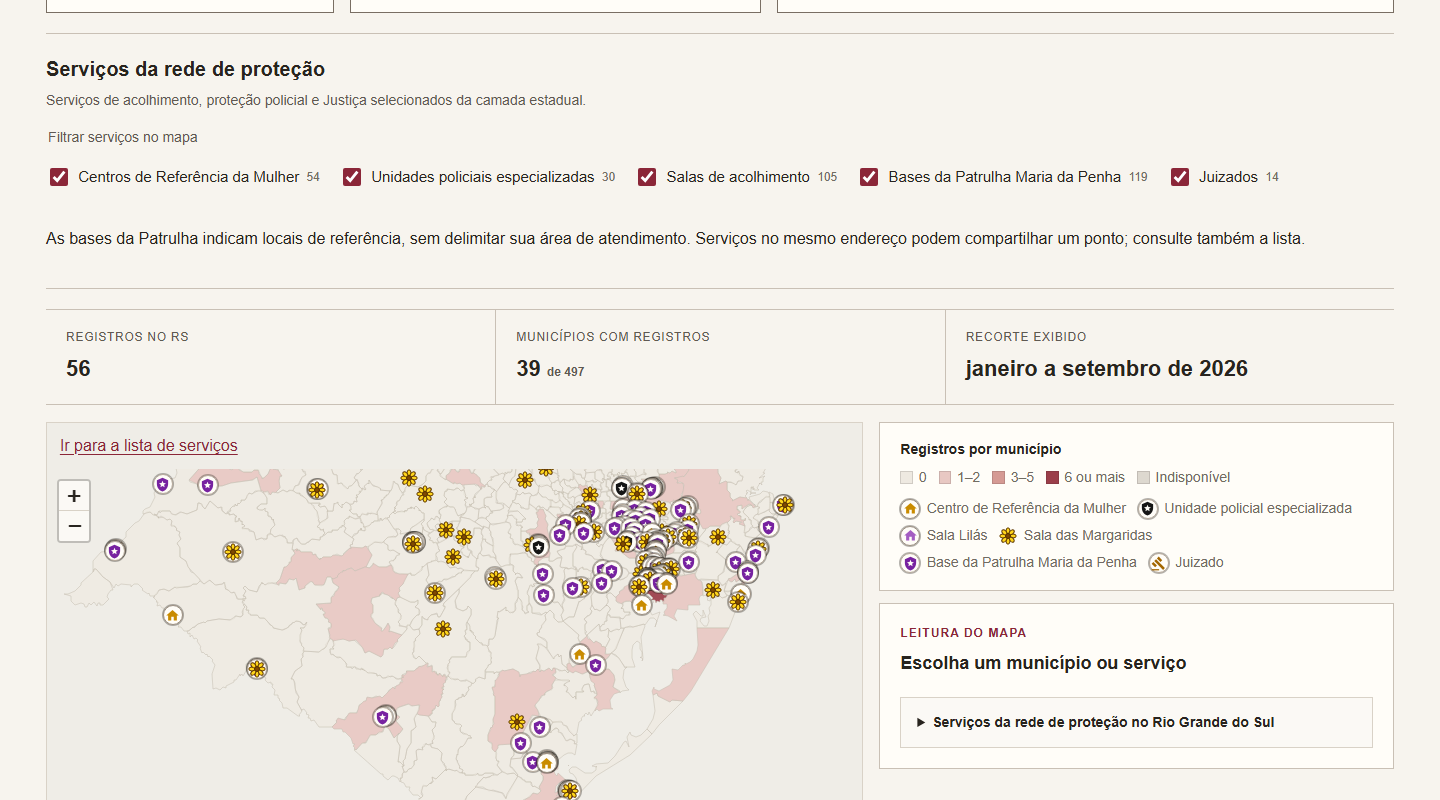 Serviços da rede de proteção
Serviços de acolhimento, proteção policial e Justiça selecionados da camada estadual.
Filtrar serviços no mapa
Centros de Referência da Mulher 54 Unidades policiais especializadas 30 Salas de acolhimento 105 Bases da Patrulha Maria da Penha 119 Juizados 14
As bases da Patrulha indicam locais de referência, sem delimitar sua área de atendimento. Serviços no mesmo endereço podem compartilhar um ponto; consulte também a lista.
REGISTROS NO RS
56
MUNICÍPIOS COM REGISTROS
39 de 497
RECORTE EXIBIDO
janeiro a setembro de 2026
Ir para a lista de serviços
+
−
Registros por município
0 1–2 3–5 6 ou mais Indisponível
Centro de Referência da Mulher Unidade policial especializada
Sala Lilás Sala das Margaridas
Base da Patrulha Maria da Penha Juizado
LEITURA DO MAPA
Escolha um município ou serviço
Serviços da rede de proteção no Rio Grande do Sul